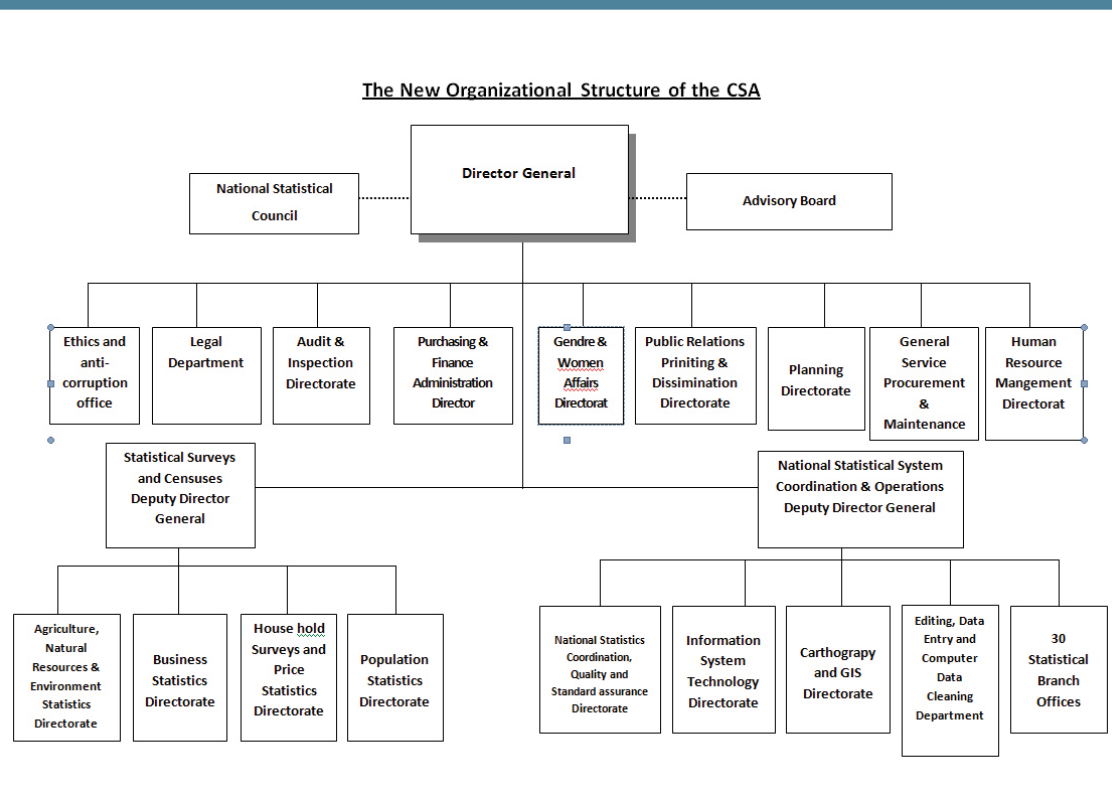 The New Organizational Structure of the CSA
Director General
National Statistical
Council
Advisory Board
Ethics and
anti-
corruption
office
Legal
Department
Audit &
Inspection
Directorate
Purchasing &
Finance
Administration
Director
Gendre &
Women
Affairs
Directorat
Public Relations
Priniting &
Dissimination
Directorate
Planning
Directorate
General
Service
Procurement
&
Maintenance
Human
Resource
Mangement
Directorat
Statistical Surveys
and Censuses
Deputy Director
General
National Statistical System
Coordination & Operations
Deputy Director General
Agriculture,
Natural
Resources &
Environment
Statistics
Directorate
Business
Statistics
Directorate
House hold
Surveys and
Price
Statistics
Directorate
Population
Statistics
Directorate
National Statistics
Coordination,
Quality and
Standard assurance
Directorate
Information
System
Technology
Directorate
Carthograpy
and GIS
Directorate
Editing, Data
Entry and
Computer
Data
Cleaning
Department
30
Statistical
Branch
Offices